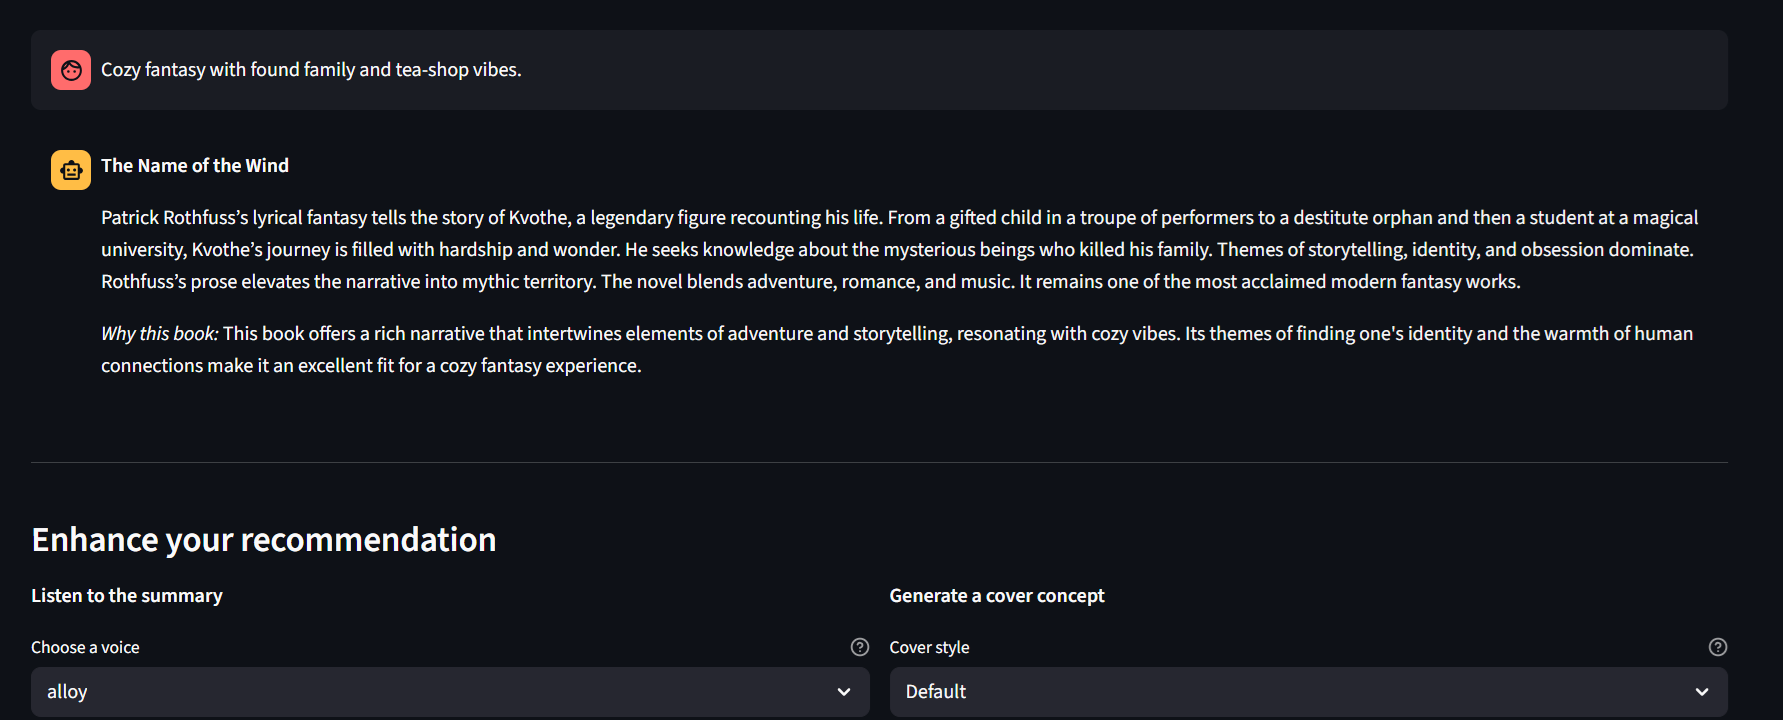 Cozy fantasy with found family and tea-shop vibes.
The Name of the Wind
Patrick Rothfuss’s lyrical fantasy tells the story of Kvothe, a legendary figure recounting his life. From a gifted child in a troupe of performers to a destitute orphan and then a student at a magical
university, Kvothe’s journey is filled with hardship and wonder. He seeks knowledge about the mysterious beings who killed his family. Themes of storytelling, identity, and obsession dominate.
Rothfuss’s prose elevates the narrative into mythic territory. The novel blends adventure, romance, and music. It remains one of the most acclaimed modern fantasy works.
Why this book: This book offers a rich narrative that intertwines elements of adventure and storytelling, resonating with cozy vibes. Its themes of finding one's identity and the warmth of human
connections make it an excellent fit for a cozy fantasy experience.
Enhance your recommendation
Listen to the summary
Choose a voice
alloy
Generate a cover concept
Cover style
Default